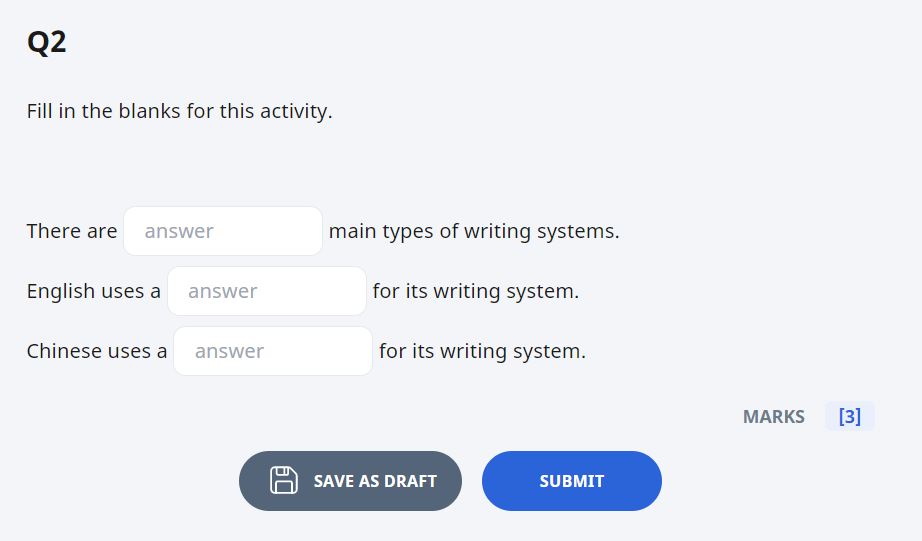 Q2
Fill in the blanks for this activity.
There are answer main types of writing systems.
English uses a answer for its writing system.
Chinese uses a answer for its writing system.
MARKS [3]
SAVE AS DRAFT SUBMIT